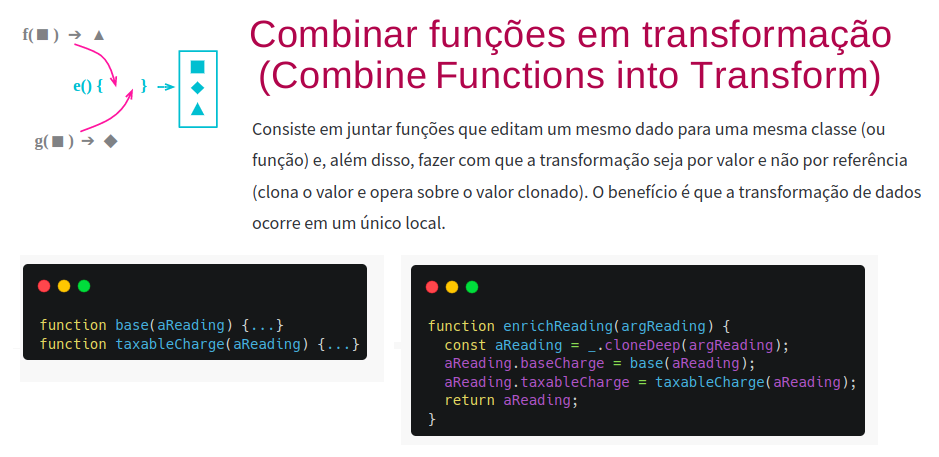 f(■) → ▲
e() { } →
g(■) → ◆
Combinar funções em transformação
(Combine Functions into Transform)
Consiste em juntar funções que editam um mesmo dado para uma mesma classe (ou
função) e, além disso, fazer com que a transformação seja por valor e não por referência
(clona o valor e opera sobre o valor clonado). O benefício é que a transformação de dados
ocorre em um único local.
function base(aReading) {...}
function taxableCharge(aReading) {...}
function enrichReading(argReading) {
  const aReading = _.cloneDeep(argReading);
  aReading.baseCharge = base(aReading);
  aReading.taxableCharge = taxableCharge(aReading);
  return aReading;
}